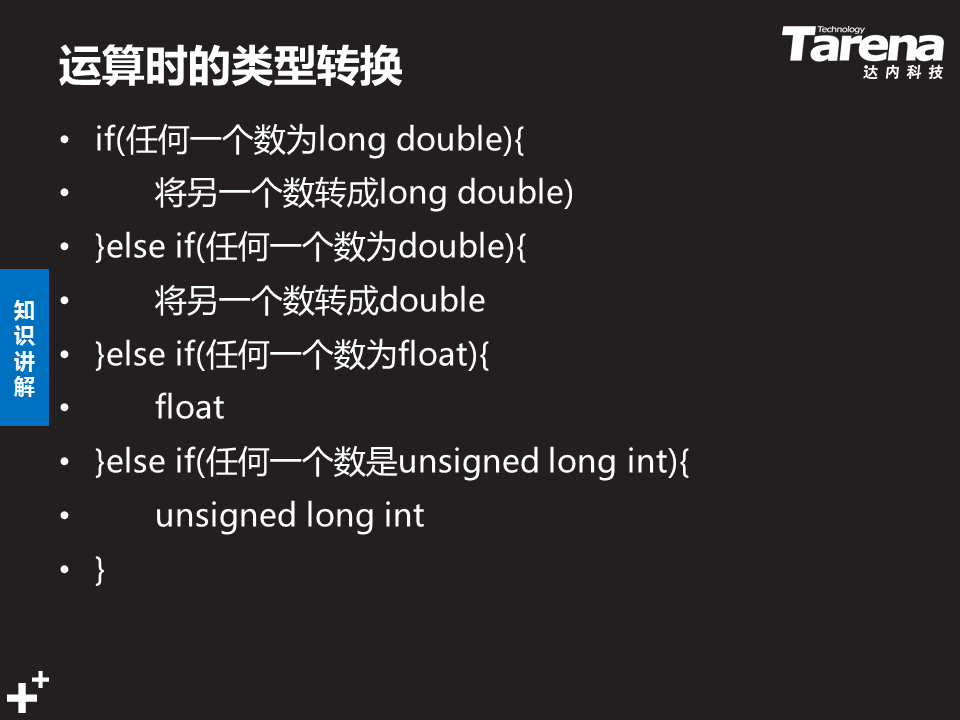 运算时的类型转换
Technology
Tarena
达内科技
• if(任何一个数为long double){
• 将另一个数转成long double)
• }else if(任何一个数为double){
• 将另一个数转成double
• }else if(任何一个数为float){
• float
• }else if(任何一个数是unsigned long int){
• unsigned long int
• }
知
识
讲
解